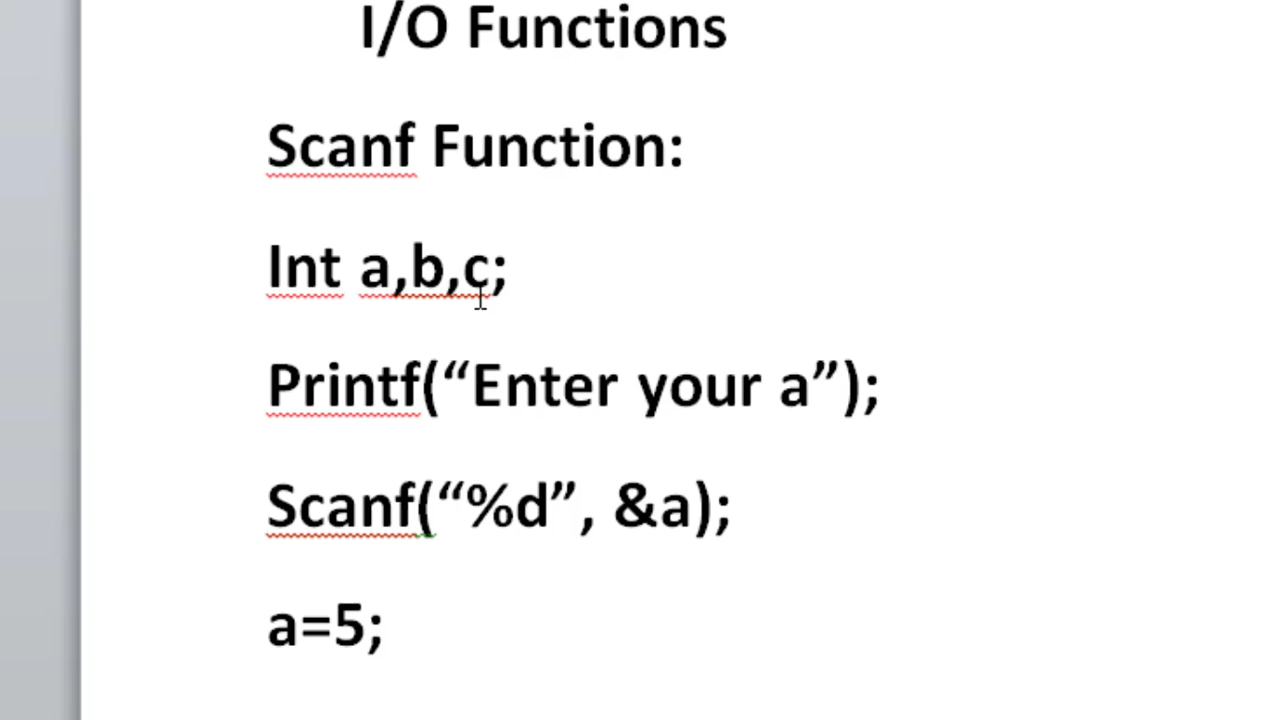 I/O Functions
Scanf Function:
Int a,b,c;
Printf(“Enter your a”);
Scanf(“%d”, &a);
a=5;